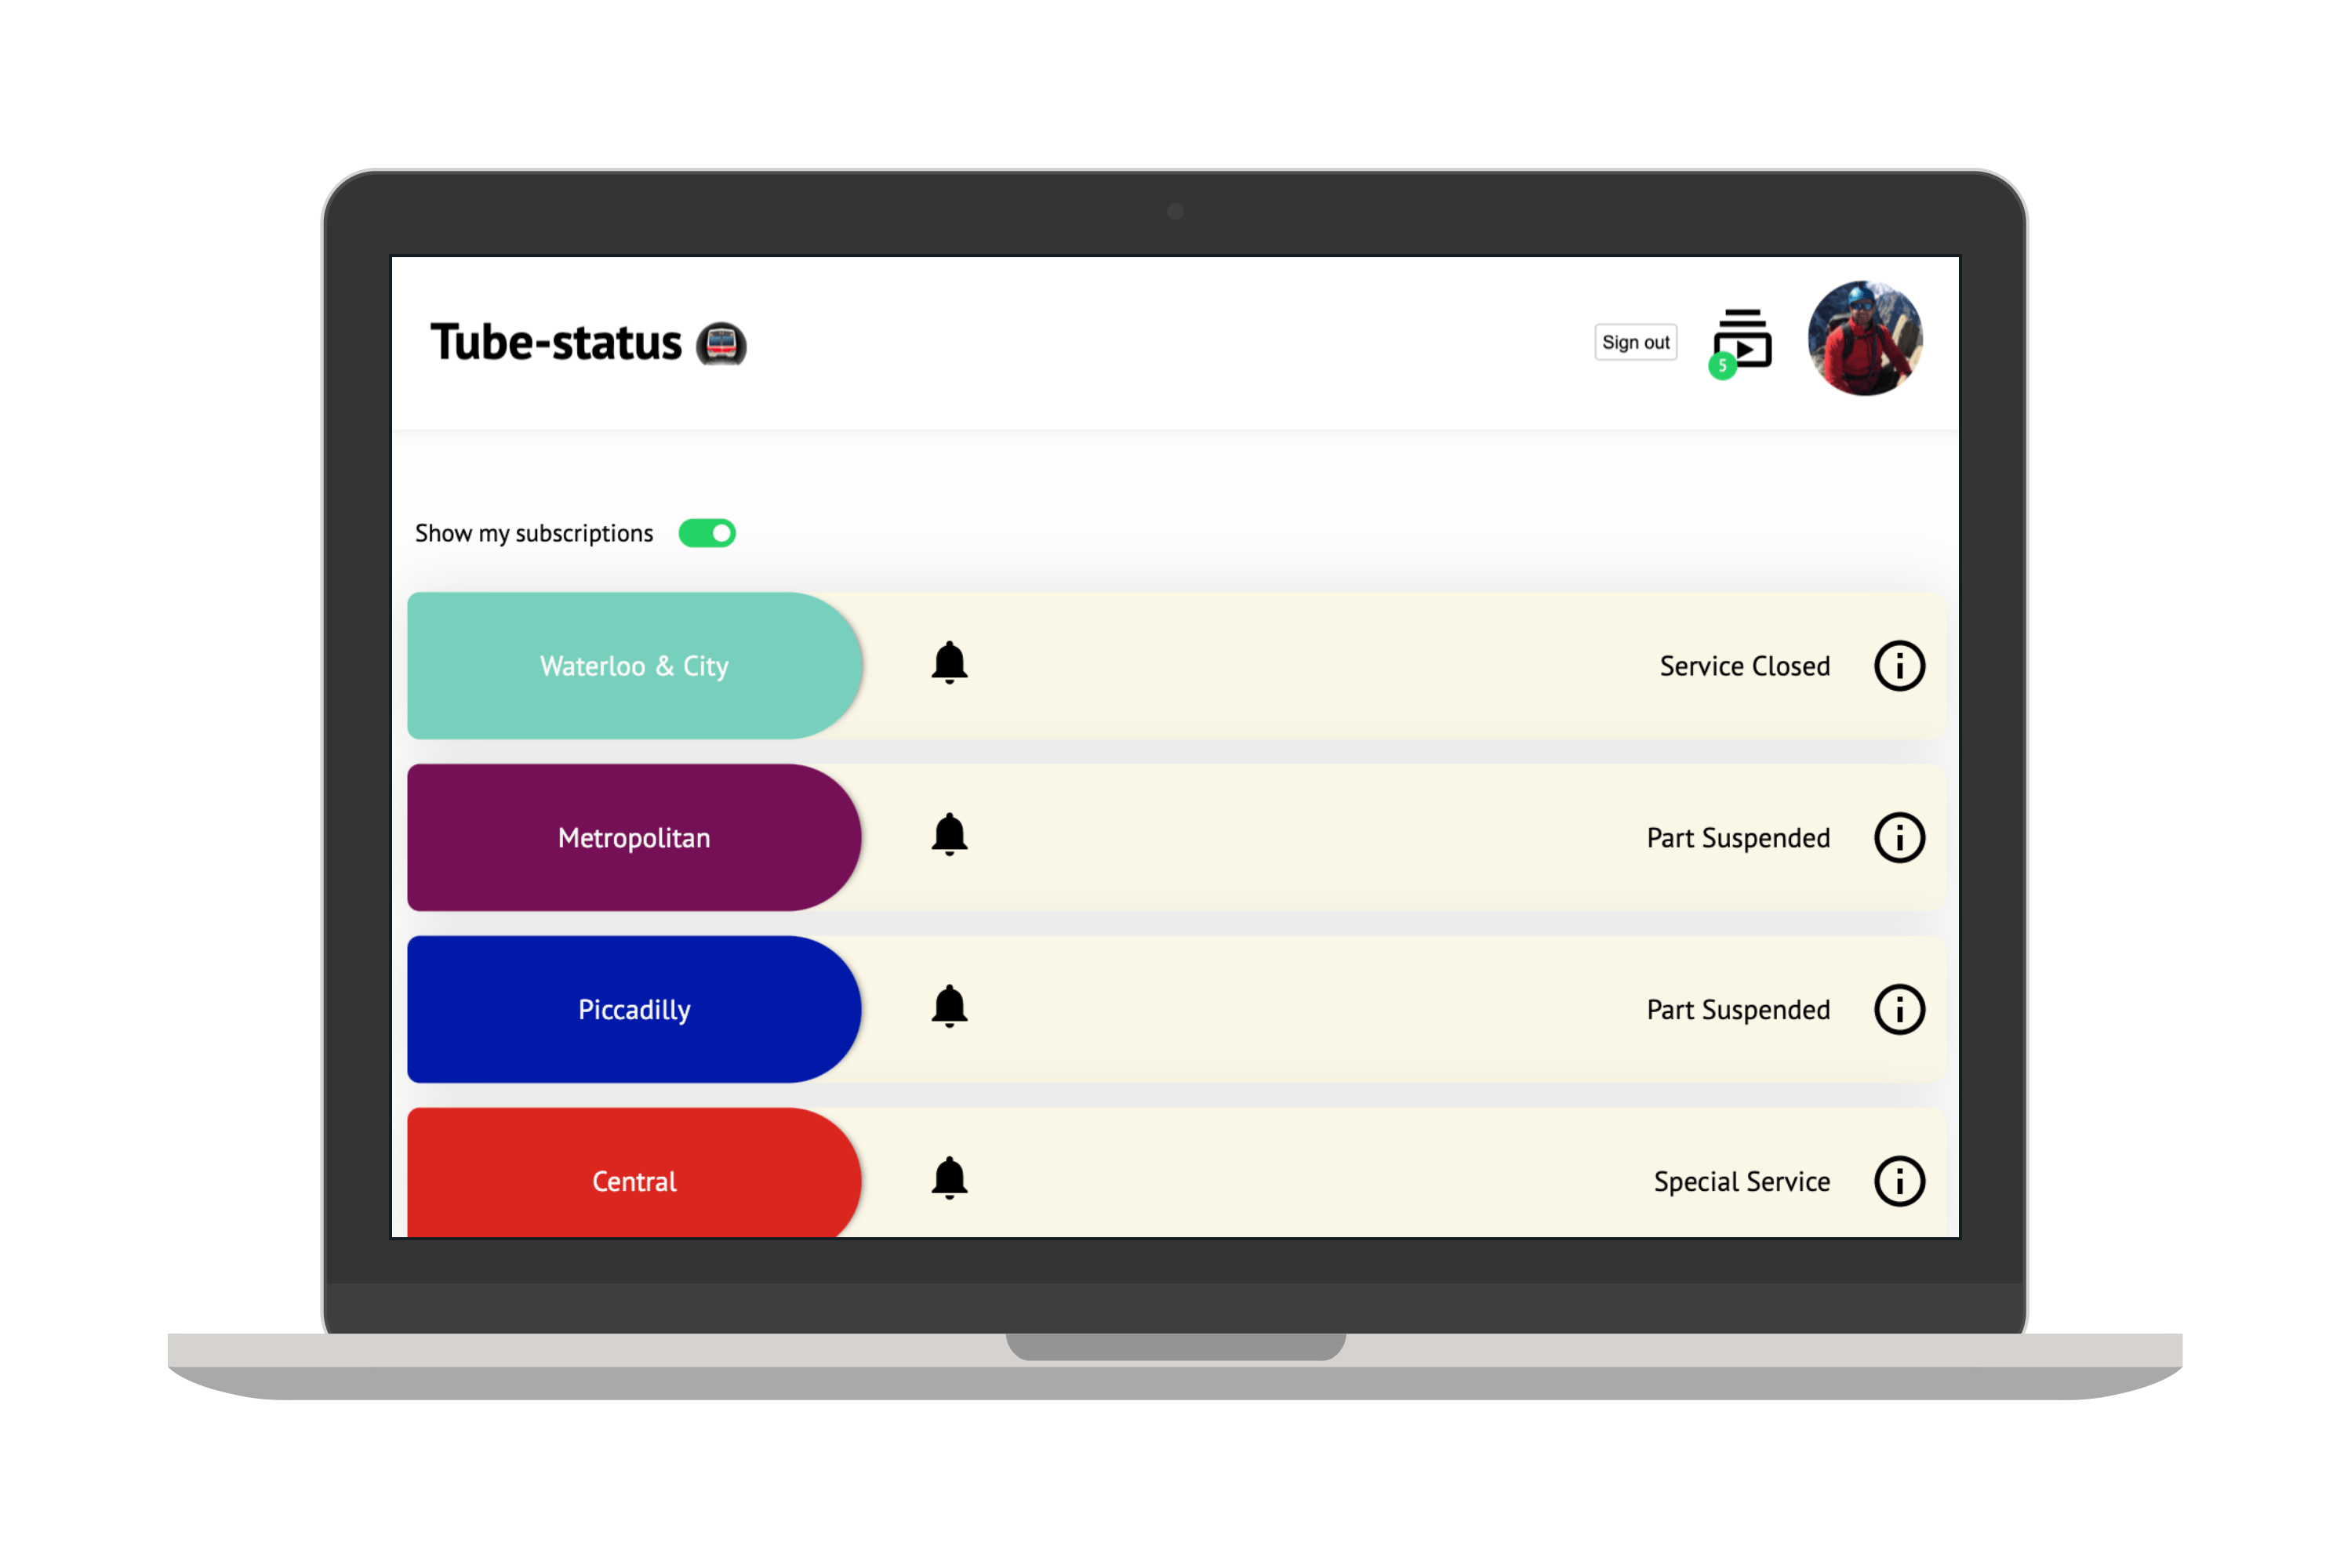 Tube-status
Sign out
5
Show my subscriptions
Waterloo & City
Service Closed
Metropolitan
Part Suspended
Piccadilly
Part Suspended
Central
Special Service